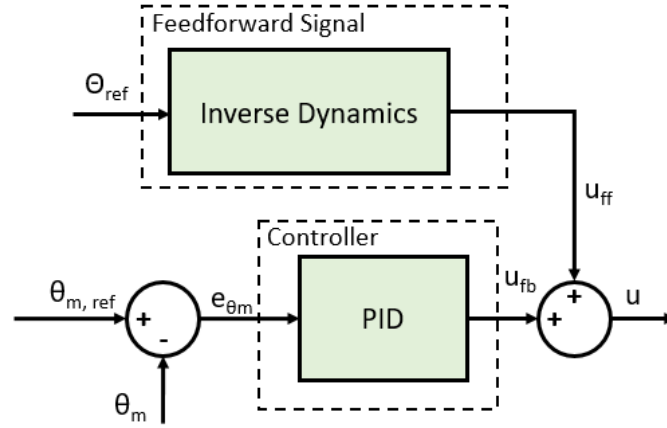 Feedforward Signal
Θref
Inverse Dynamics
uff
Controller
θm, ref
+
-
eθm
PID
ufb
+
+
u
θm